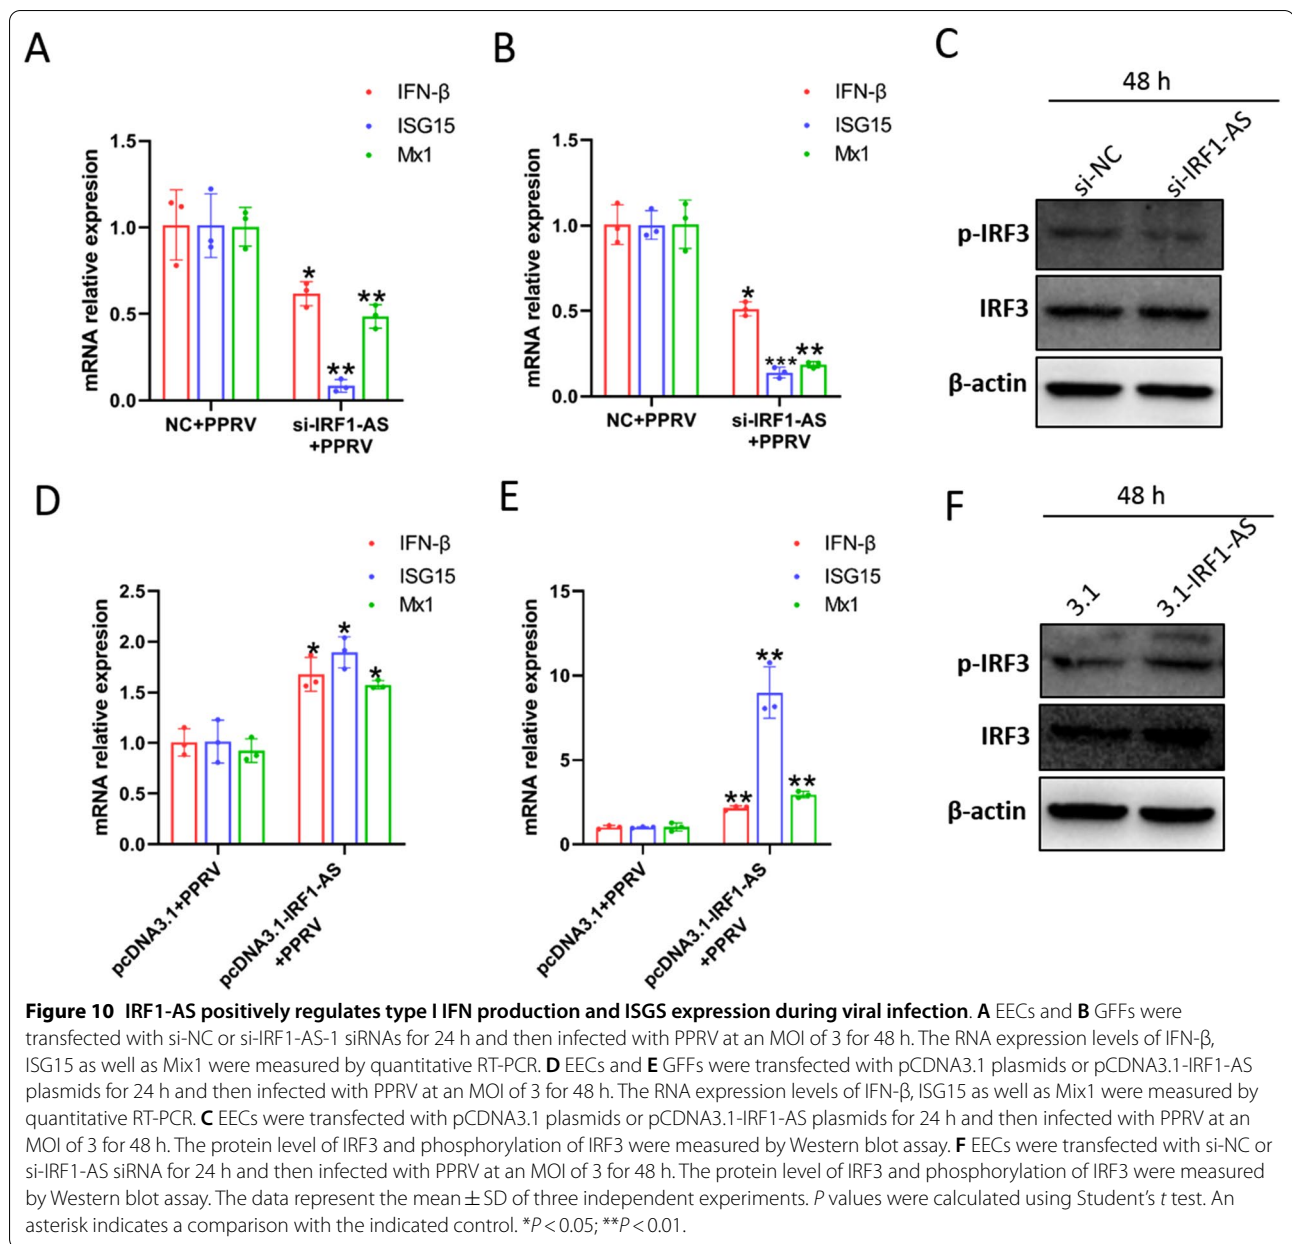 A
IFN-β
ISG15
Mx1
mRNA relative expresion
1.5
1.0
0.5
0.0
*
**
**
NC+PPRV
si-IRF1-AS
+PPRV
B
IFN-β
ISG15
Mx1
mRNA relative expresion
1.5
1.0
0.5
0.0
*
***
**
NC+PPRV
si-IRF1-AS
+PPRV
C
48 h
si-NC
si-IRF1-AS
p-IRF3
IRF3
β-actin
D
IFN-β
ISG15
Mx1
mRNA relative expresion
2.5
2.0
1.5
1.0
0.5
0.0
*
*
*
pcDNA3.1+PPRV
pcDNA3.1-IRF1-AS
+PPRV
E
IFN-β
ISG15
Mx1
mRNA relative expresion
15
10
5
0
**
**
**
pcDNA3.1+PPRV
pcDNA3.1-IRF1-AS
+PPRV
F
48 h
3.1
3.1-IRF1-AS
p-IRF3
IRF3
β-actin
Figure 10 IRF1-AS positively regulates type I IFN production and ISGS expression during viral infection. A EECs and B GFFs were
transfected with si-NC or si-IRF1-AS-1 siRNAs for 24 h and then infected with PPRV at an MOI of 3 for 48 h. The RNA expression levels of IFN-β,
ISG15 as well as Mix1 were measured by quantitative RT-PCR. D EECs and E GFFs were transfected with pCDNA3.1 plasmids or pCDNA3.1-IRF1-AS
plasmids for 24 h and then infected with PPRV at an MOI of 3 for 48 h. The RNA expression levels of IFN-β, ISG15 as well as Mix1 were measured by
quantitative RT-PCR. C EECs were transfected with pCDNA3.1 plasmids or pCDNA3.1-IRF1-AS plasmids for 24 h and then infected with PPRV at an
MOI of 3 for 48 h. The protein level of IRF3 and phosphorylation of IRF3 were measured by Western blot assay. F EECs were transfected with si-NC or
si-IRF1-AS siRNA for 24 h and then infected with PPRV at an MOI of 3 for 48 h. The protein level of IRF3 and phosphorylation of IRF3 were measured
by Western blot assay. The data represent the mean ± SD of three independent experiments. P values were calculated using Student's t test. An
asterisk indicates a comparison with the indicated control. *P < 0.05; **P < 0.01.